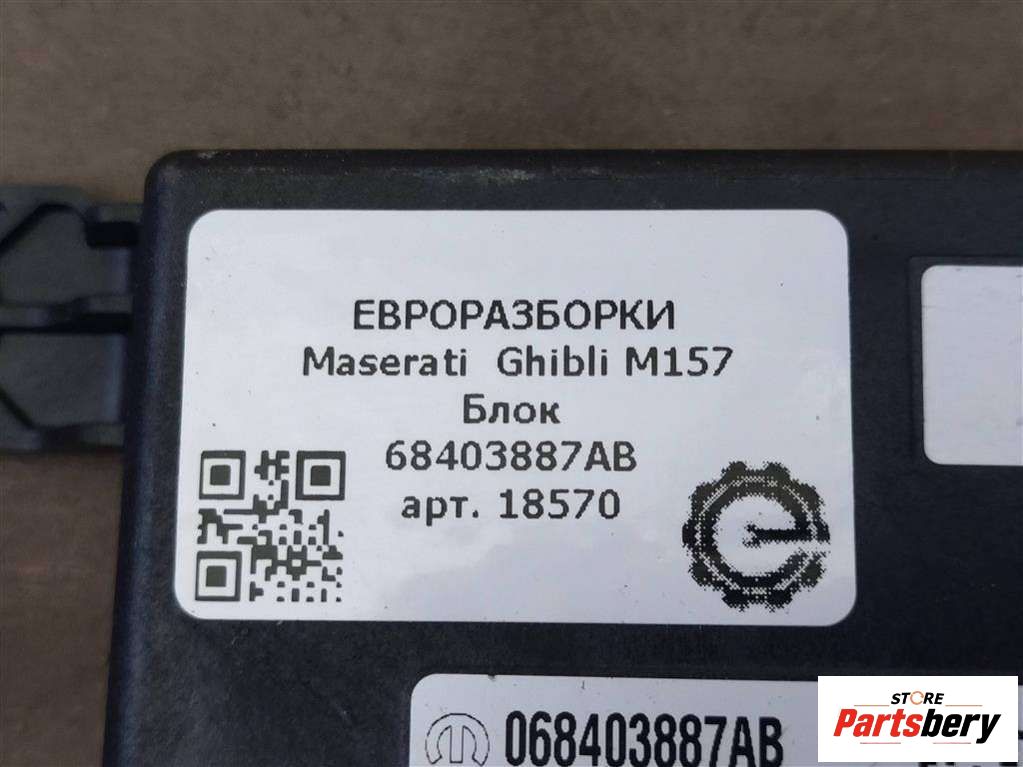 ЕВРОРАЗБОРКИ
Maserati Ghibli M157
Блок
68403887AB
арт. 18570
068403887AB
STORE
Partsbery